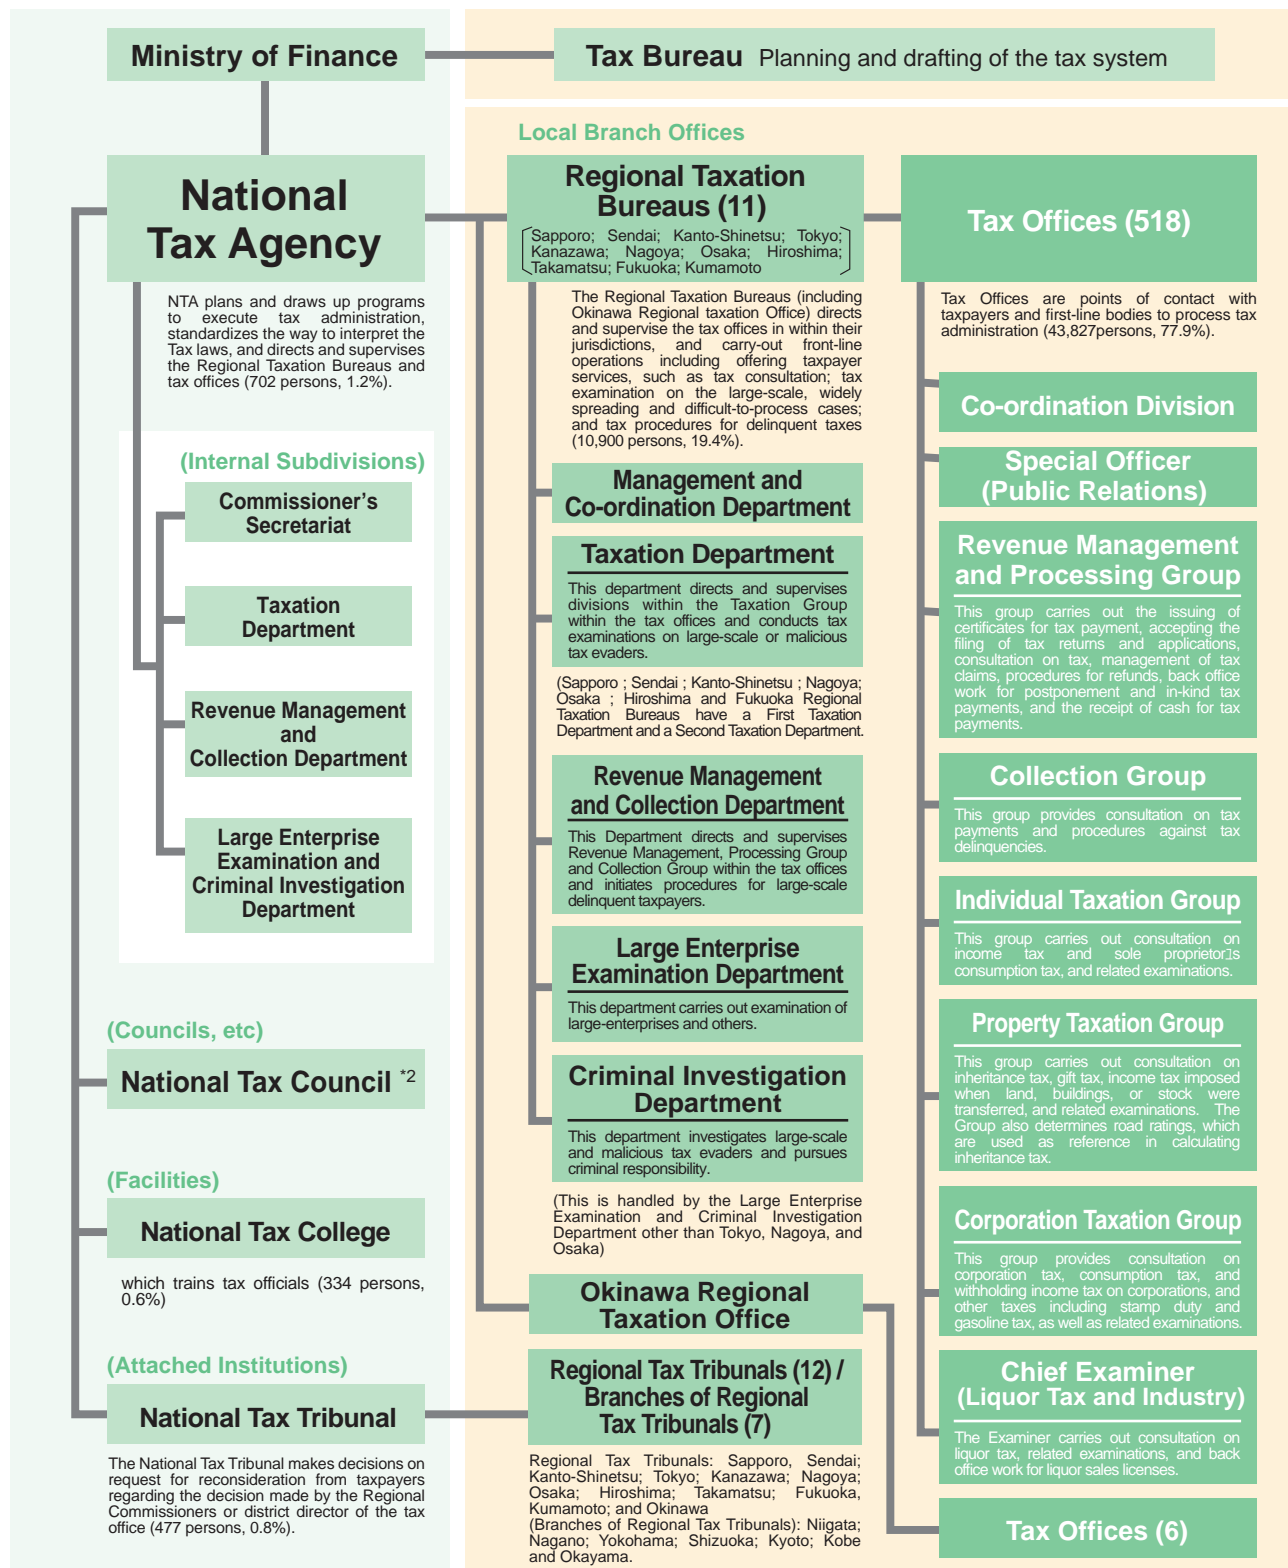 Ministry of Finance
Tax Bureau Planning and drafting of the tax system
National
Tax Agency
NTA plans and draws up programs
to execute tax administration,
standardizes the way to interpret the
Tax laws, and directs and supervises
the Regional Taxation Bureaus and
tax offices (702 persons, 1.2%).
(Internal Subdivisions)
Commissioner's
Secretariat
Taxation
Department
Revenue Management
and
Collection Department
Large Enterprise
Examination and
Criminal Investigation
Department
(Councils, etc)
National Tax Council *2
(Facilities)
National Tax College
which trains tax officials (334 persons,
0.6%)
(Attached Institutions)
National Tax Tribunal
The National Tax Tribunal makes decisions on
request for reconsideration from taxpayers
regarding the decision made by the Regional
Commissioners or district director of the tax
office (477 persons, 0.8%).
Local Branch Offices
Regional Taxation
Bureaus (11)
Sapporo; Sendai; Kanto-Shinetsu; Tokyo;
Kanazawa; Nagoya; Osaka; Hiroshima;
Takamatsu; Fukuoka; Kumamoto
The Regional Taxation Bureaus (including
Okinawa Regional taxation Office) directs
and supervise the tax offices in within their
jurisdictions, and carry-out front-line
operations including offering taxpayer
services, such as tax consultation; tax
examination on the large-scale, widely
spreading and difficult-to-process cases;
and tax procedures for delinquent taxes
(10,900 persons, 19.4%).
Management and
Co-ordination Department
Taxation Department
This department directs and supervises
divisions within the Taxation Group
within the tax offices and conducts tax
examinations on large-scale or malicious
tax evaders.
(Sapporo ; Sendai ; Kanto-Shinetsu ; Nagoya;
Osaka ; Hiroshima and Fukuoka Regional
Taxation Bureaus have a First Taxation
Department and a Second Taxation Department.
Revenue Management
and Collection Department
This Department directs and supervises
Revenue Management, Processing Group
and Collection Group within the tax offices
and initiates procedures for large-scale
delinquent taxpayers.
Large Enterprise
Examination Department
This department carries out examination of
large-enterprises and others.
Criminal Investigation
Department
This department investigates large-scale
and malicious tax evaders and pursues
criminal responsibility.
(This is handled by the Large Enterprise
Examination and Criminal Investigation
Department other than Tokyo, Nagoya, and
Osaka)
Okinawa Regional
Taxation Office
Regional Tax Tribunals (12) /
Branches of Regional
Tax Tribunals (7)
Regional Tax Tribunals: Sapporo, Sendai;
Kanto-Shinetsu; Tokyo; Kanazawa; Nagoya;
Osaka; Hiroshima; Takamatsu; Fukuoka,
Kumamoto; and Okinawa
(Branches of Regional Tax Tribunals): Niigata;
Nagano; Yokohama; Shizuoka; Kyoto; Kobe
and Okayama.
Tax Offices (518)
Tax Offices are points of contact with
taxpayers and first-line bodies to process tax
administration (43,827persons, 77.9%).
Co-ordination Division
Special Officer
(Public Relations)
Revenue Management
and Processing Group
This group carries out the issuing of
certificates for tax payment, accepting the
filing of tax returns and applications,
consultation on tax, management of tax
claims, procedures for refunds, back office
work for postponement and in-kind tax
payments, and the receipt of cash for tax
payments.
Collection Group
This group provides consultation on tax
payments and procedures against tax
delinquencies.
Individual Taxation Group
This group carries out consultation on
income tax and sole proprietor's
consumption tax, and related examinations.
Property Taxation Group
This group carries out consultation on
inheritance tax, gift tax, income tax imposed
when land, buildings, or stock were
transferred, and related examinations. The
Group also determines road ratings, which
are used as reference in calculating
inheritance tax.
Corporation Taxation Group
This group provides consultation on
corporation tax, consumption tax, and
withholding income tax on corporations, and
other taxes including stamp duty and
gasoline tax, as well as related examinations.
Chief Examiner
(Liquor Tax and Industry)
The Examiner carries out consultation on
liquor tax, related examinations, and back
office work for liquor sales licenses.
Tax Offices (6)